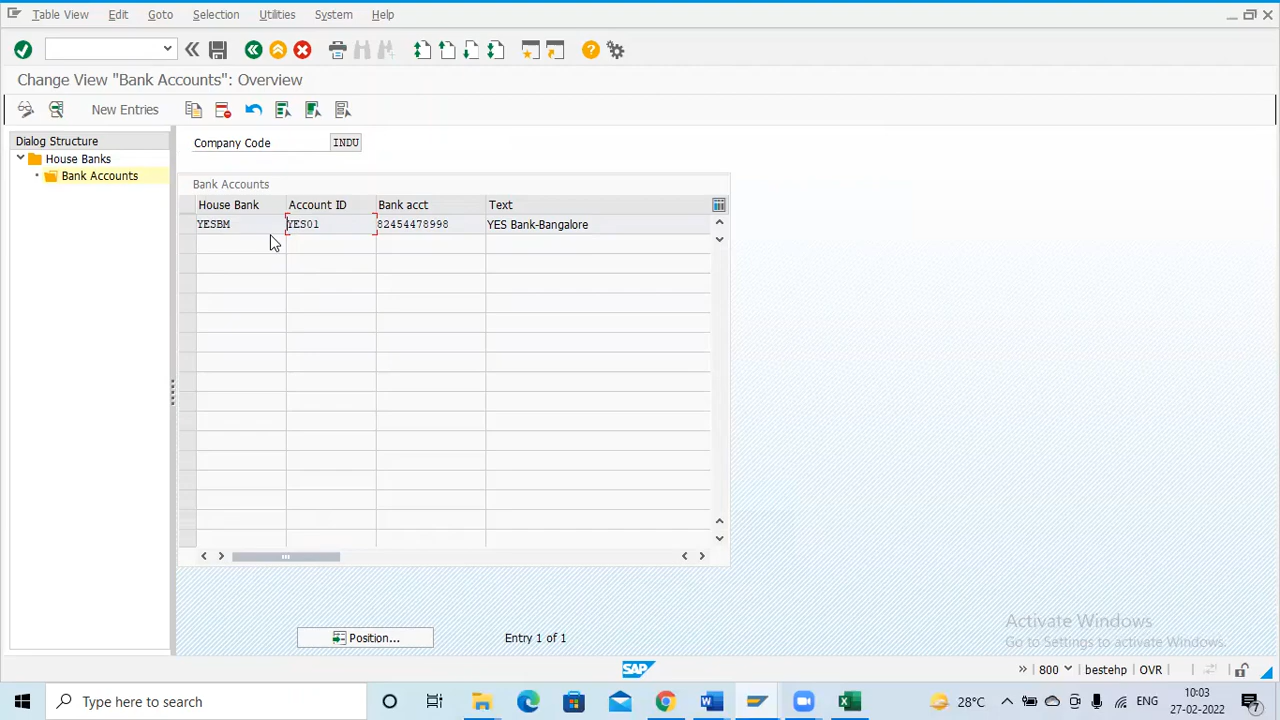 Table View Edit Goto Selection Utilities System Help
Change View "Bank Accounts": Overview
New Entries
Dialog Structure
House Banks
Bank Accounts
Company Code INDU
Bank Accounts
House Bank Account ID Bank acct Text
YESBM YES01 82454478998 YES Bank-Bangalore
Position... Entry 1 of 1
Activate Windows
Go to Settings to activate Windows.
SAP
800 bestehp OVR
Type here to search
28°C
ENG
10:03
27-02-2022
7